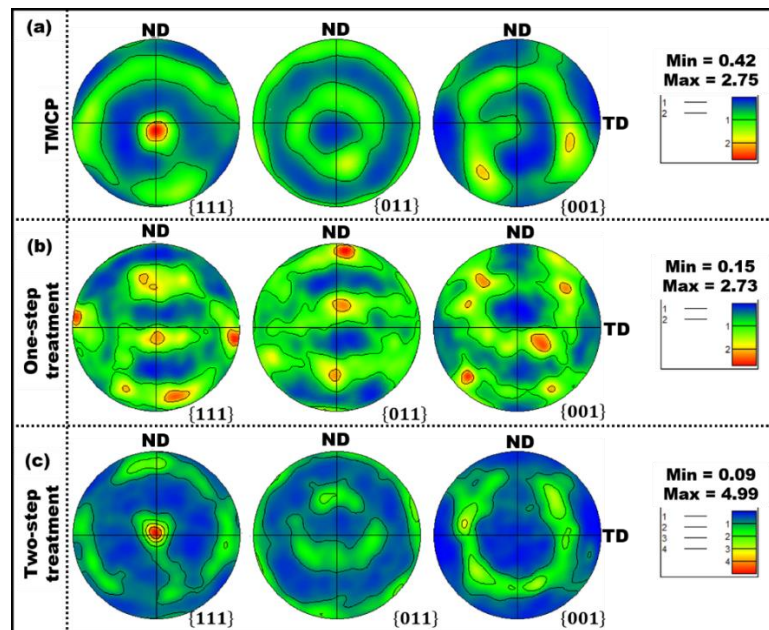 (a)
TMCP
ND
ND
ND
TD
{111}
{011}
{001}
Min = 0.42
Max = 2.75
1
2
1
2
(b)
One-step
treatment
ND
ND
ND
TD
{111}
{011}
{001}
Min = 0.15
Max = 2.73
1
2
1
2
(c)
Two-step
treatment
ND
ND
ND
TD
{111}
{011}
{001}
Min = 0.09
Max = 4.99
1
2
3
4
1
2
3
4